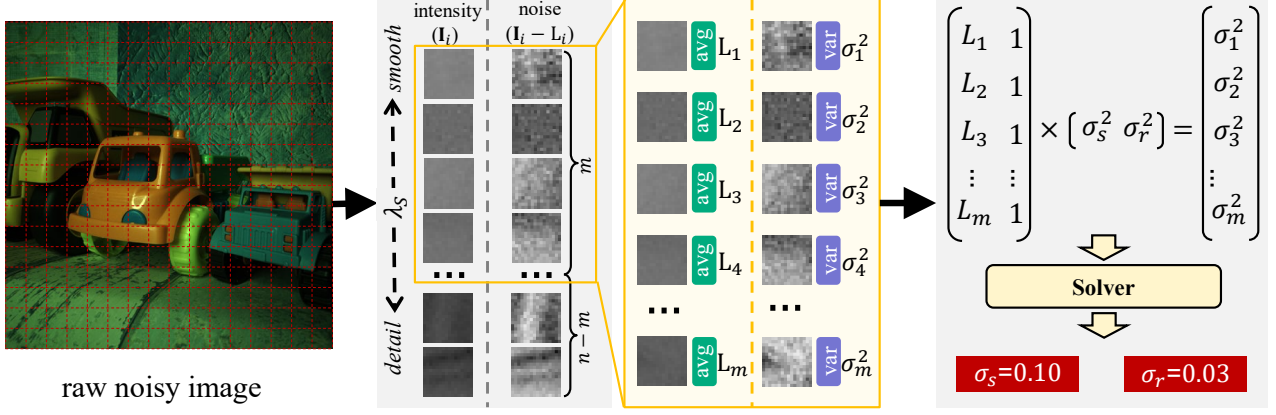 raw noisy image
intensity
(I_i)
noise
(I_i − L_i)
smooth
λ_S
detail
m
n − m
...
avg L_1 var σ_1^2
avg L_2 var σ_2^2
avg L_3 var σ_3^2
avg L_4 var σ_4^2
... ...
avg L_m var σ_m^2
L_1 1 σ_1^2
L_2 1 σ_2^2
L_3 1 × (σ_s^2 σ_r^2) = σ_3^2
⋮ ⋮ ⋮
L_m 1 σ_m^2
Solver
σ_s=0.10 σ_r=0.03